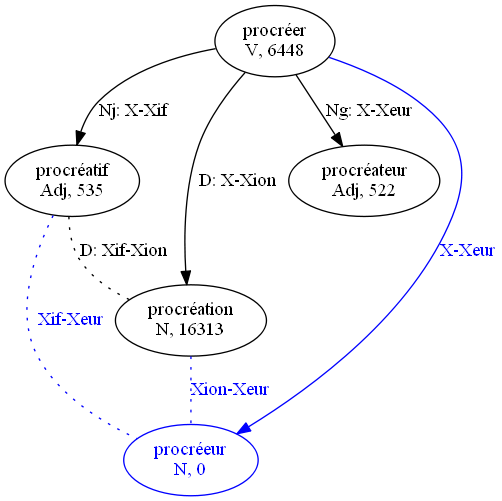 procréer
V, 6448
Nj: X-Xif
Ng: X-Xeur
procréatif
Adj, 535
D: X-Xion
procréateur
Adj, 522
D: Xif-Xion
X-Xeur
procréation
N, 16313
Xif-Xeur
Xion-Xeur
procréeur
N, 0